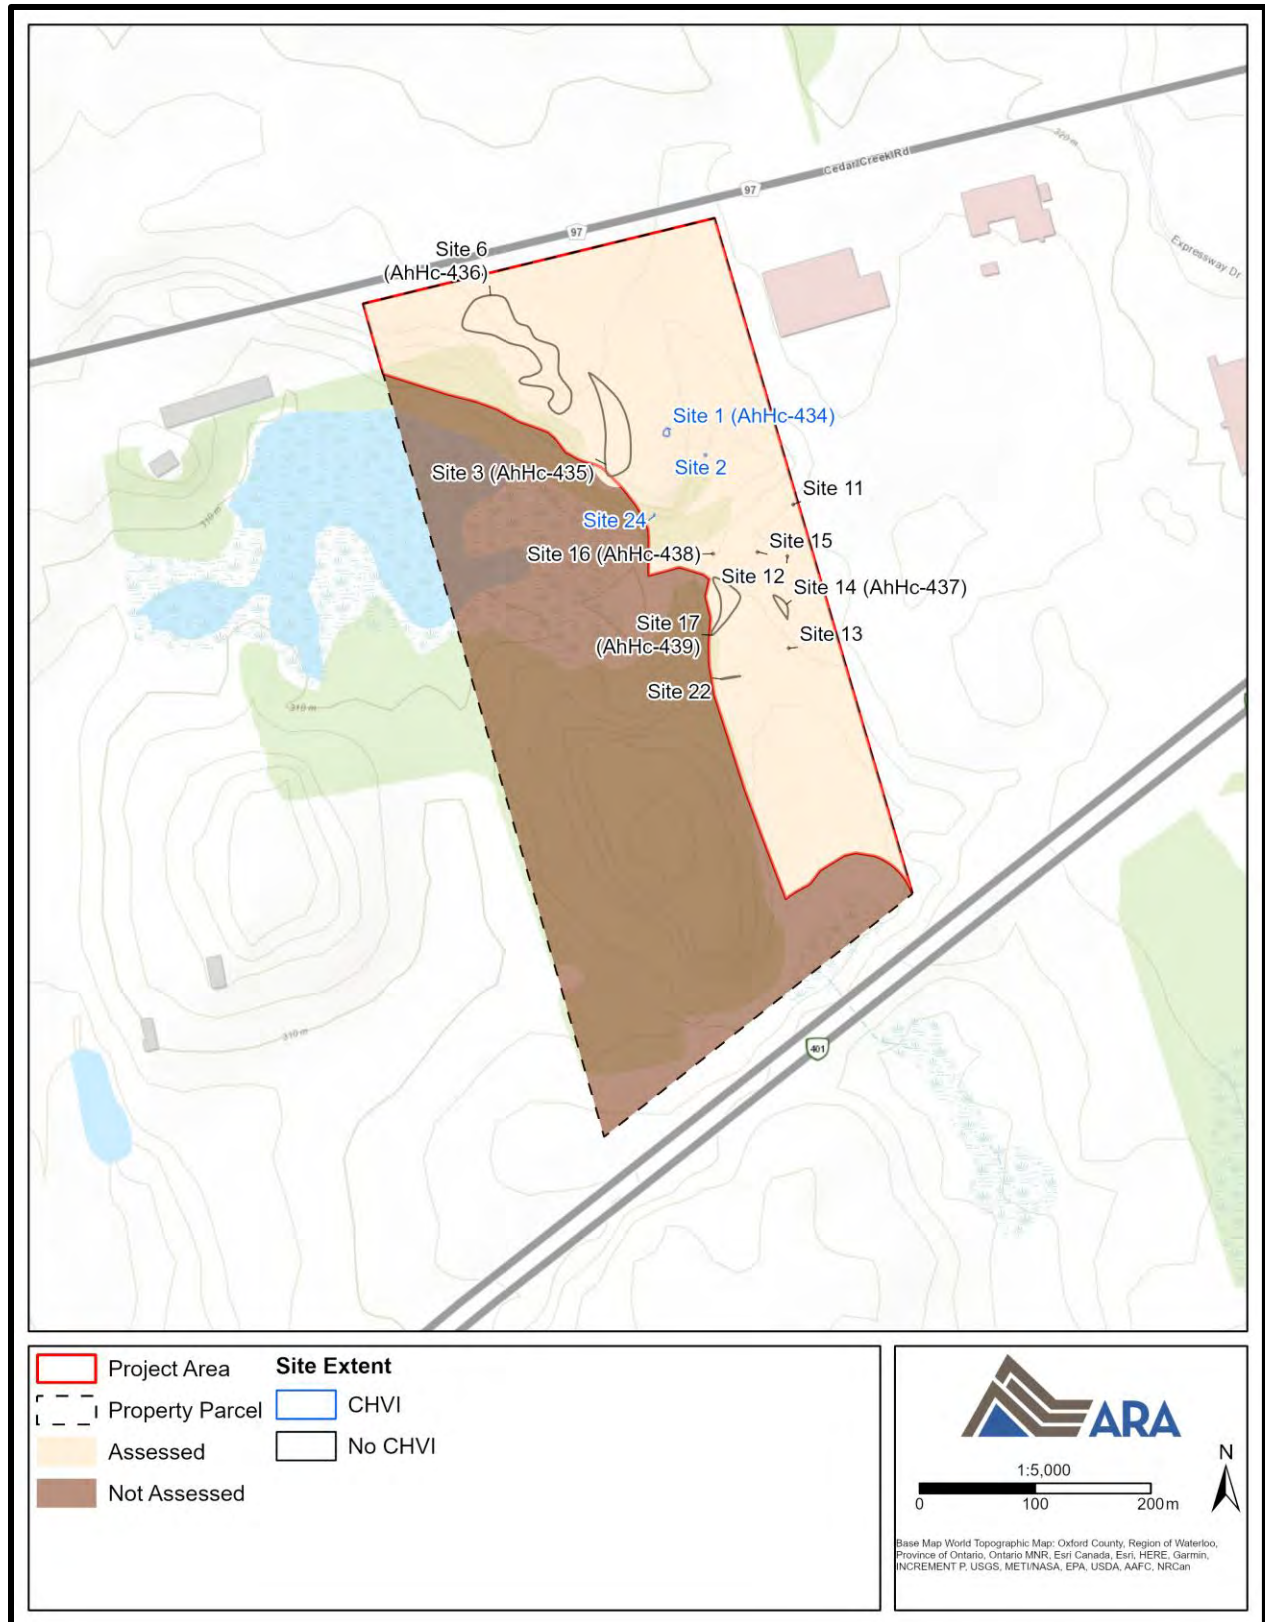 Cedar Creek Rd
320 m
97
97
Expressway Dr
Site 6
(AhHc-436)
Site 1 (AhHc-434)
Site 2
Site 3 (AhHc-435)
Site 11
310 m
Site 24
Site 15
Site 16 (AhHc-438)
Site 12
Site 14 (AhHc-437)
Site 17
(AhHc-439)
Site 13
Site 22
310 m
310 m
401
Project Area
Property Parcel
Assessed
Not Assessed
Site Extent
CHVI
No CHVI
ARA
N
1:5,000
0 100 200 m
Base Map World Topographic Map: Oxford County, Region of Waterloo,
Province of Ontario, Ontario MNR, Esri Canada, Esri, HERE, Garmin,
INCREMENT P, USGS, METI/NASA, EPA, USDA, AAFC, NRCan